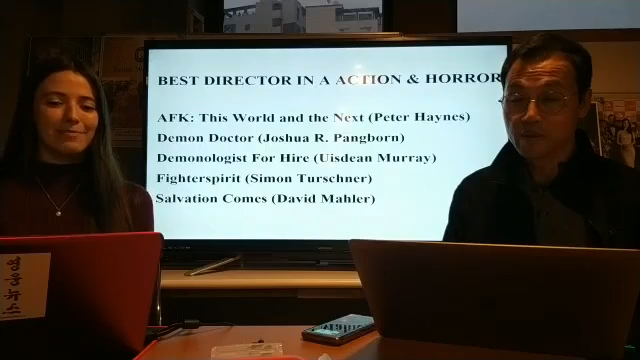 BEST DIRECTOR IN A ACTION & HORROR
AFK: This World and the Next (Peter Haynes)
Demon Doctor (Joshua R. Pangborn)
Demonologist For Hire (Uisdean Murray)
Fighterspirit (Simon Turschner)
Salvation Comes (David Mahler)
영웅뉴스